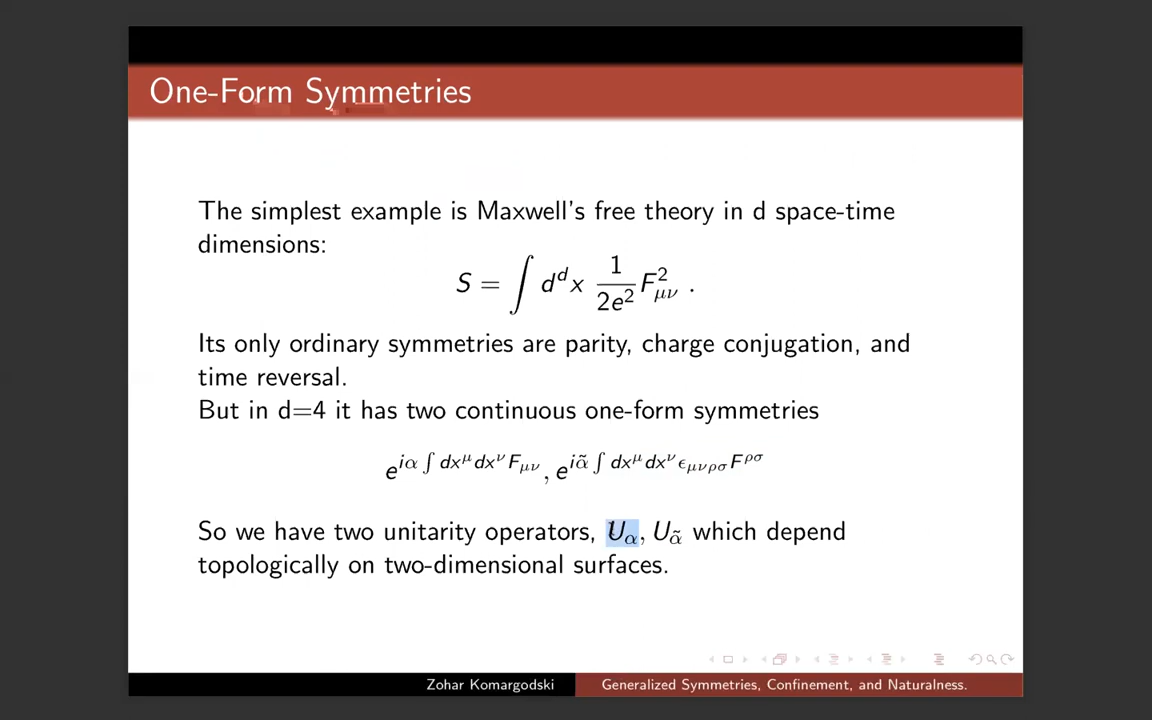 One-Form Symmetries
The simplest example is Maxwell's free theory in d space-time
dimensions:
S = ∫ d^d x 1/(2e^2) F_{μν}^2 .
Its only ordinary symmetries are parity, charge conjugation, and
time reversal.
But in d=4 it has two continuous one-form symmetries
e^{iα ∫ dx^μ dx^ν F_{μν}}, e^{iα̃ ∫ dx^μ dx^ν ε_{μνρσ} F^{ρσ}}
So we have two unitarity operators, U_α, U_α̃ which depend
topologically on two-dimensional surfaces.
Zohar Komargodski
Generalized Symmetries, Confinement, and Naturalness.